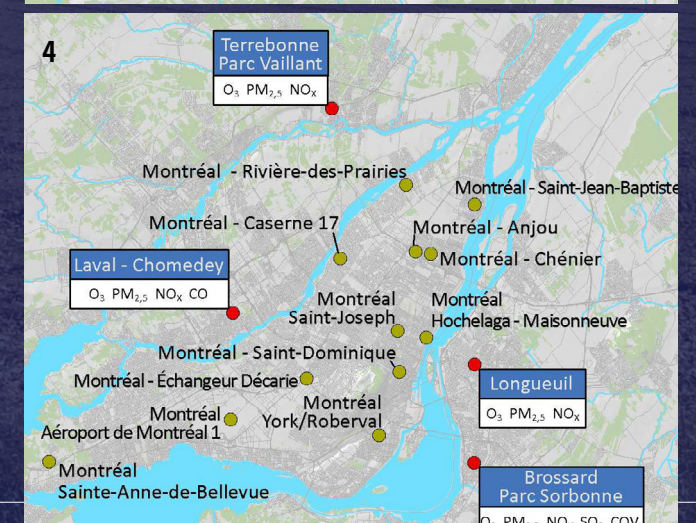 4
Terrebonne
Parc Vaillant
O₃ PM₂,₅ NOₓ
Montréal - Rivière-des-Prairies
Montréal - Saint-Jean-Baptiste
Montréal - Caserne 17
Montréal - Anjou
Montréal - Chénier
Laval - Chomedey
O₃ PM₂,₅ NOₓ CO
Montréal
Saint-Joseph
Montréal
Hochelaga - Maisonneuve
Montréal - Saint-Dominique
Montréal - Échangeur Décarie
Longueuil
O₃ PM₂,₅ NOₓ
Montréal
York/Roberval
Montréal
Aéroport de Montréal 1
Montréal
Sainte-Anne-de-Bellevue
Brossard
Parc Sorbonne